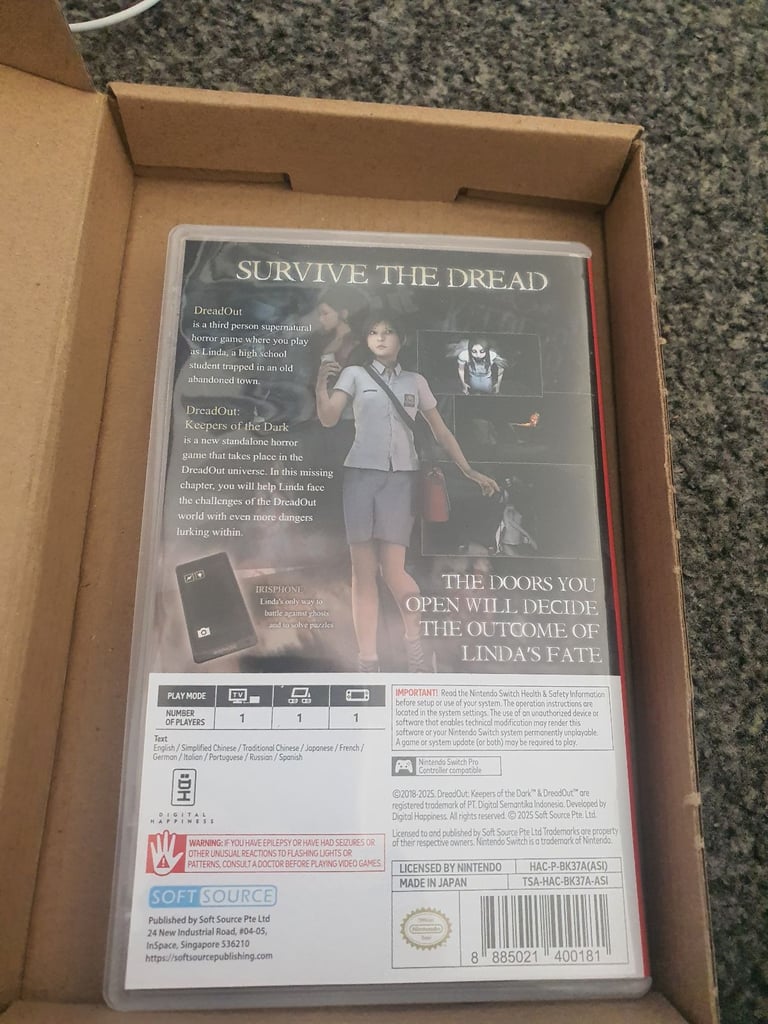 SURVIVE THE DREAD
DreadOut
is a third person supernatural
horror game where you play
as Linda, a high school
student trapped in an old
abandoned town.
DreadOut:
Keepers of the Dark
is a new standalone horror
game that takes place in the
DreadOut universe. In this missing
chapter, you will help Linda face
the challenges of the DreadOut
world with even more dangers
lurking within.
IRISPHONE
Linda's only way to
battle against ghosts
and to solve puzzles
THE DOORS YOU
OPEN WILL DECIDE
THE OUTCOME OF
LINDA'S FATE
PLAY MODE
TV
NUMBER
OF PLAYERS
1
1
1
Text
English / Simplified Chinese / Traditional Chinese / Japanese / French /
German / Italian / Portuguese / Russian / Spanish
DIGITAL
HAPPINESS
WARNING: IF YOU HAVE EPILEPSY OR HAVE HAD SEIZURES OR
OTHER UNUSUAL REACTIONS TO FLASHING LIGHTS OR
PATTERNS, CONSULT A DOCTOR BEFORE PLAYING VIDEO GAMES.
SOFT SOURCE
Published by Soft Source Pte Ltd
24 New Industrial Road, #04-05,
InSpace, Singapore 536210
https://softsourcepublishing.com
IMPORTANT! Read the Nintendo Switch Health & Safety Information
before setup or use of your system. The operation instructions are
located in the system settings. The use of an unauthorized device or
software that enables technical modification may render this
software or your Nintendo Switch system permanently unplayable.
A game or system update (or both) may be required to play.
Nintendo Switch Pro
Controller compatible
©2018-2025. DreadOut: Keepers of the Dark™ & DreadOut™ are
registered trademark of PT. Digital Semantika Indonesia. Developed by
Digital Happiness. All rights reserved. © 2025 Soft Source Pte. Ltd.
Licensed to and published by Soft Source Pte Ltd Trademarks are property
of their respective owners. Nintendo Switch is a trademark of Nintendo.
LICENSED BY NINTENDO
HAC-P-BK37A(ASI)
MADE IN JAPAN
TSA-HAC-BK37A-ASI
Official
Nintendo
Seal
8 885021 400181